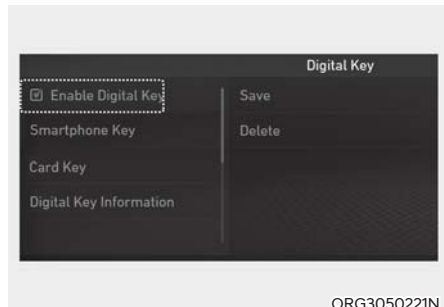 Digital Key
Enable Digital Key
Save
Smartphone Key
Delete
Card Key
Digital Key Information
ORG3050221N